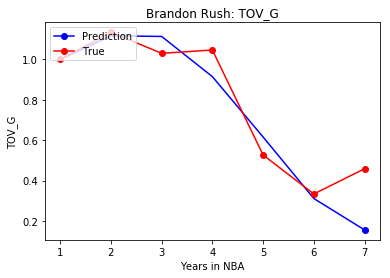 Brandon Rush: TOV_G
Prediction
True
TOV_G
1.0
0.8
0.6
0.4
0.2
1 2 3 4 5 6 7
Years in NBA